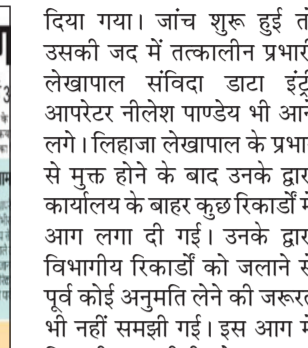 दिया गया। जांच शुरू हुई तो
उसकी जद में तत्कालीन प्रभारी
लेखापाल संविदा डाटा इंट्री
आपरेटर नीलेश पाण्डेय भी आने
लगे। लिहाजा लेखापाल के प्रभार
से मुक्त होने के बाद उनके द्वारा
कार्यालय के बाहर कुछ रिकार्डों में
आग लगा दी गई। उनके द्वारा
विभागीय रिकार्डों को जलाने से
पूर्व कोई अनुमति लेने की जरूरत
भी नहीं समझी गई। इस आग में